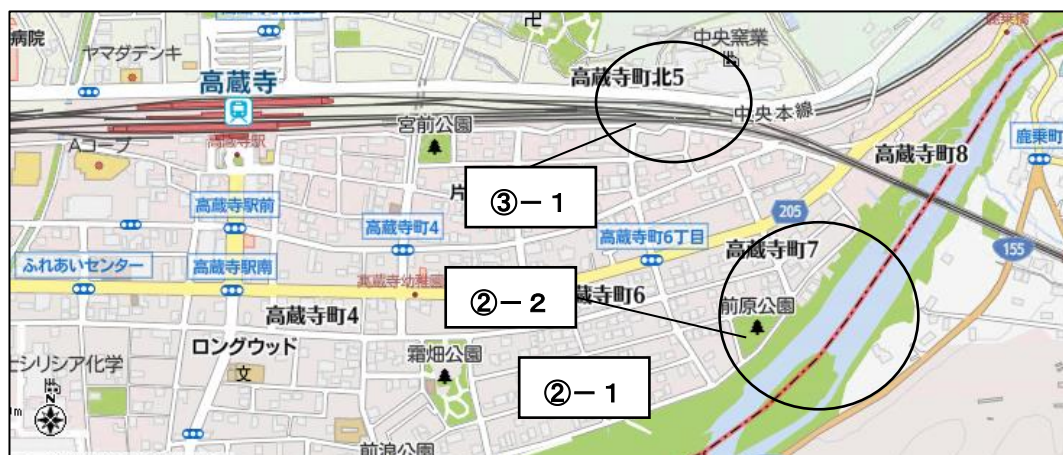 病院
ヤマダデンキ
高蔵寺
高蔵寺駅
Aコープ
宮前公園
卍
中央窯業
高蔵寺町北5
中央本線
鹿乗橋
高蔵寺町8
鹿乗町
③－1
片
高蔵寺駅前
高蔵寺町4
205
高蔵寺町6丁目
高蔵寺町7
155
ふれあいセンター
高蔵寺駅南
高蔵寺幼稚園
②－2
蔵寺町6
前原公園
高蔵寺町4
ロングウッド
霜畑公園
文
シリシア化学
②－1
前浪公園
m